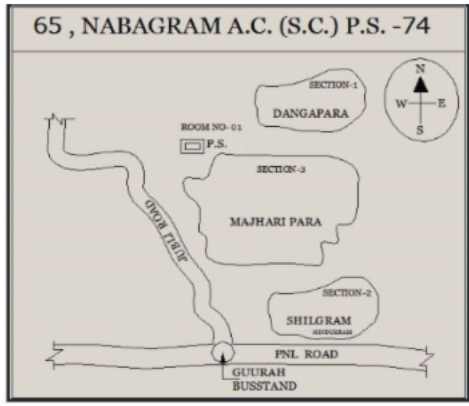 65 , NABAGRAM A.C. (S.C.) P.S. -74
SECTION-1
DANGAPARA
N
W E
S
ROOM NO- 01
P.S.
SECTION-3
MAJHARI PARA
JUBLI ROAD
SECTION-2
SHILGRAM
HINDUGRAM
PNL ROAD
GUURAH
BUSSTAND